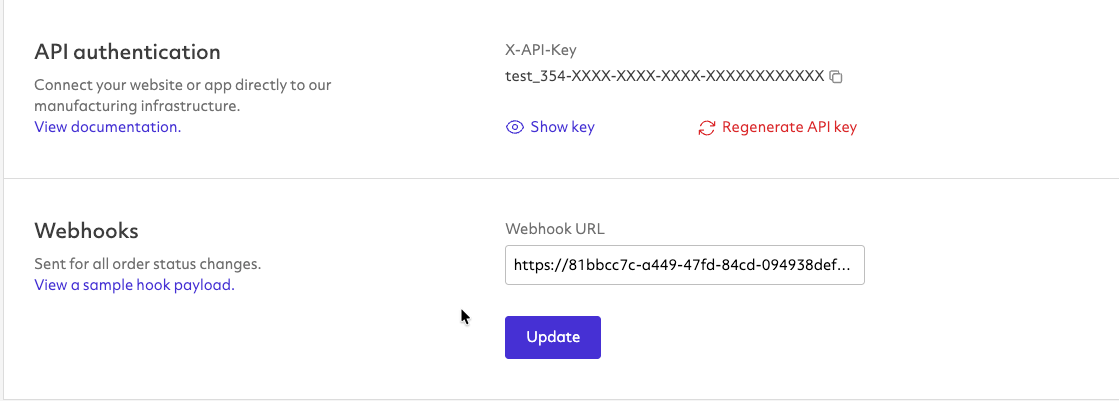 API authentication
Connect your website or app directly to our
manufacturing infrastructure.
View documentation.
X-API-Key
test_354-XXXX-XXXX-XXXX-XXXXXXXXXXXX
Show key
Regenerate API key
Webhooks
Sent for all order status changes.
View a sample hook payload.
Webhook URL
https://81bbcc7c-a449-47fd-84cd-094938def...
Update